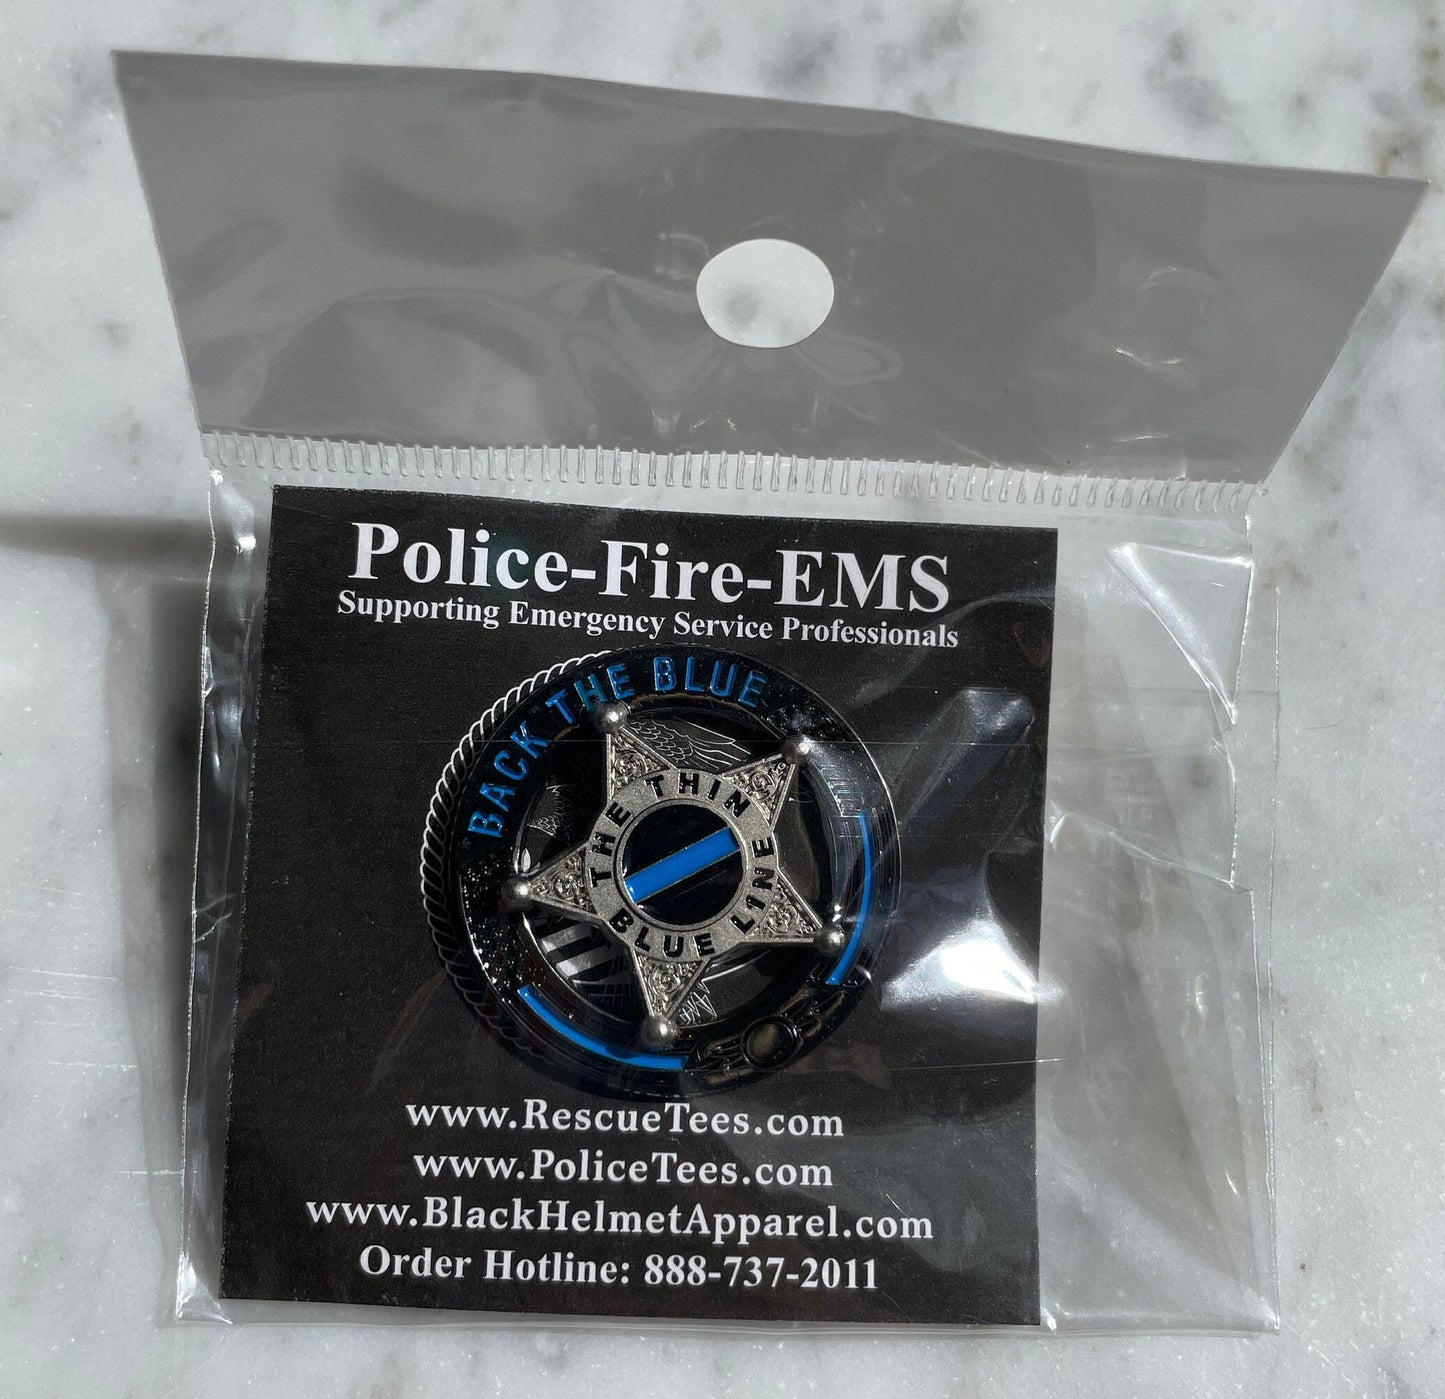 Police-Fire-EMS
Supporting Emergency Service Professionals
BACK THE BLUE
THE THIN
BLUE LINE
www.RescueTees.com
www.PoliceTees.com
www.BlackHelmetApparel.com
Order Hotline: 888-737-2011